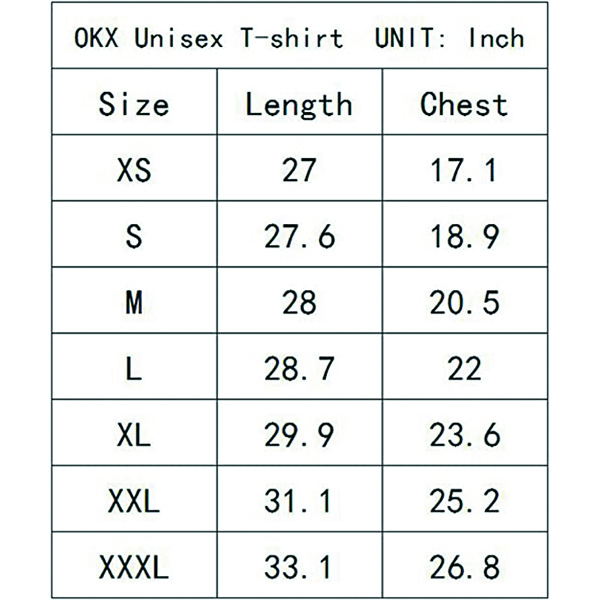 OKX Unisex T-shirt UNIT: Inch
Size Length Chest
XS 27 17.1
S 27.6 18.9
M 28 20.5
L 28.7 22
XL 29.9 23.6
XXL 31.1 25.2
XXXL 33.1 26.8